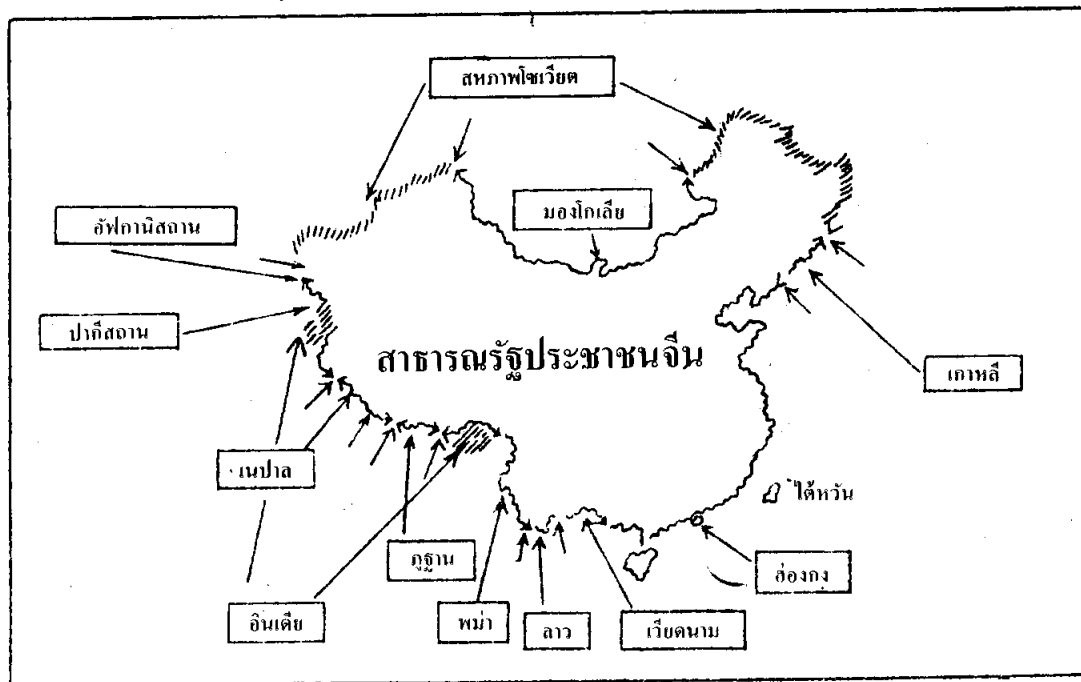 สหภาพโซเวียต
มองโกเลีย
อัฟกานิสถาน
ปากีสถาน
สาธารณรัฐประชาชนจีน
เกาหลี
เนปาล
ไต้หวัน
ภูฐาน
ฮ่องกง
อินเดีย
พม่า
ลาว
เวียดนาม